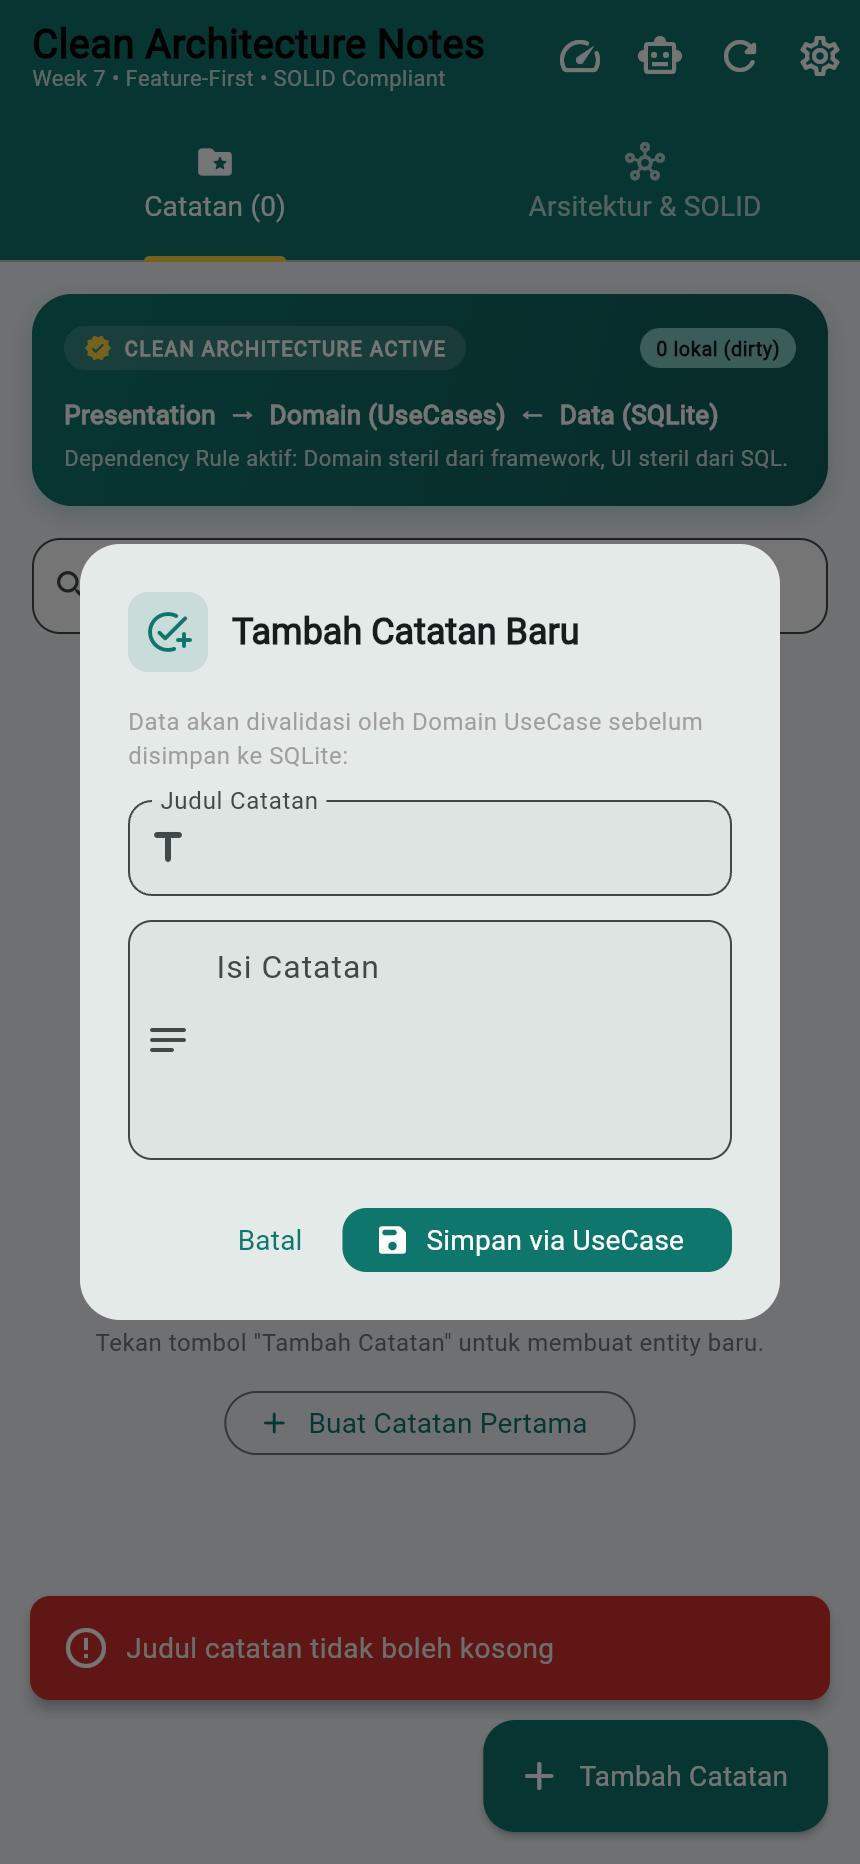 Clean Architecture Notes
Week 7 • Feature-First • SOLID Compliant
Catatan (0)
Arsitektur & SOLID
CLEAN ARCHITECTURE ACTIVE
0 lokal (dirty)
Presentation → Domain (UseCases) ← Data (SQLite)
Dependency Rule aktif: Domain steril dari framework, UI steril dari SQL.
Tambah Catatan Baru
Data akan divalidasi oleh Domain UseCase sebelum
disimpan ke SQLite:
Judul Catatan
Isi Catatan
Batal
Simpan via UseCase
Tekan tombol "Tambah Catatan" untuk membuat entity baru.
Buat Catatan Pertama
Judul catatan tidak boleh kosong
Tambah Catatan